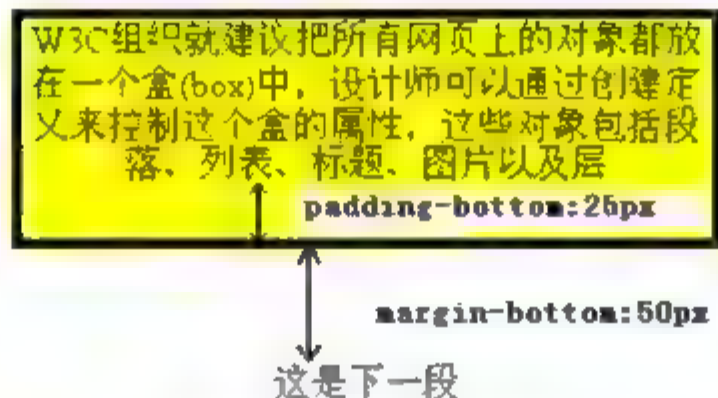 W3C组织就建议把所有网页上的对象都放
在一个盒(box)中，设计师可以通过创建定
义来控制这个盒的属性，这些对象包括段
落、列表、标题、图片以及层
padding-bottom:25px
margin-bottom:50px
这是下一段